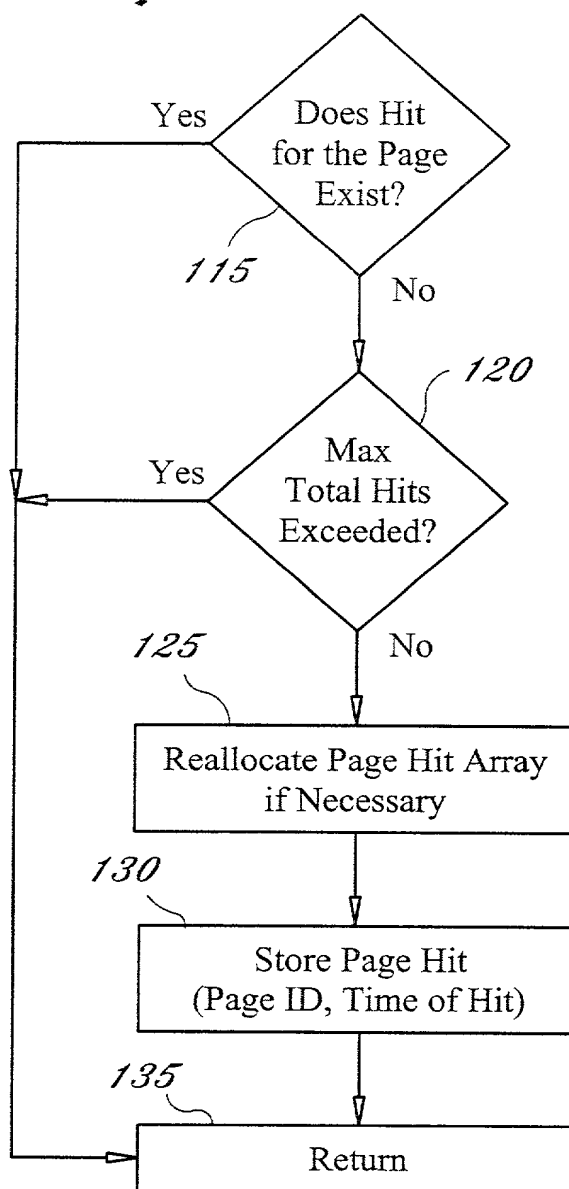 Does Hit
for the Page
Exist?
Yes
115
No
120
Max
Total Hits
Exceeded?
Yes
125
No
Reallocate Page Hit Array
if Necessary
130
Store Page Hit
(Page ID, Time of Hit)
135
Return